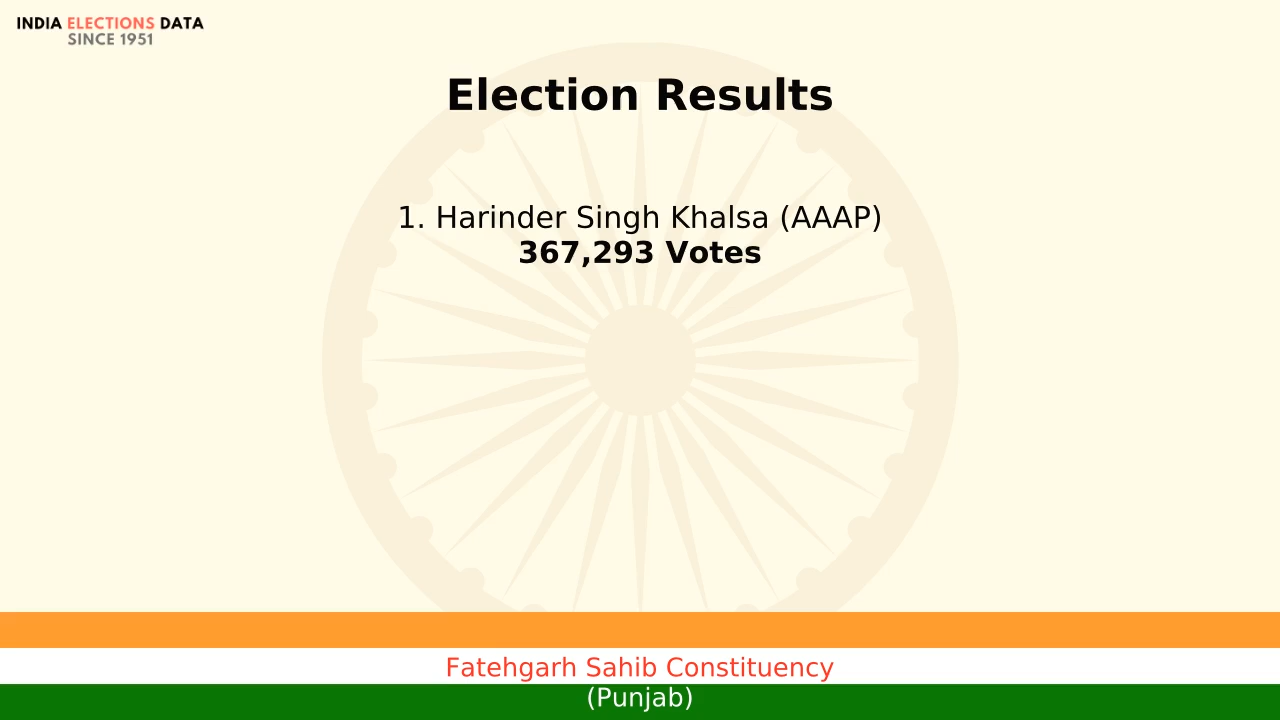 INDIA ELECTIONS DATA
SINCE 1951
Election Results
1. Harinder Singh Khalsa (AAAP)
367,293 Votes
Fatehgarh Sahib Constituency
(Punjab)